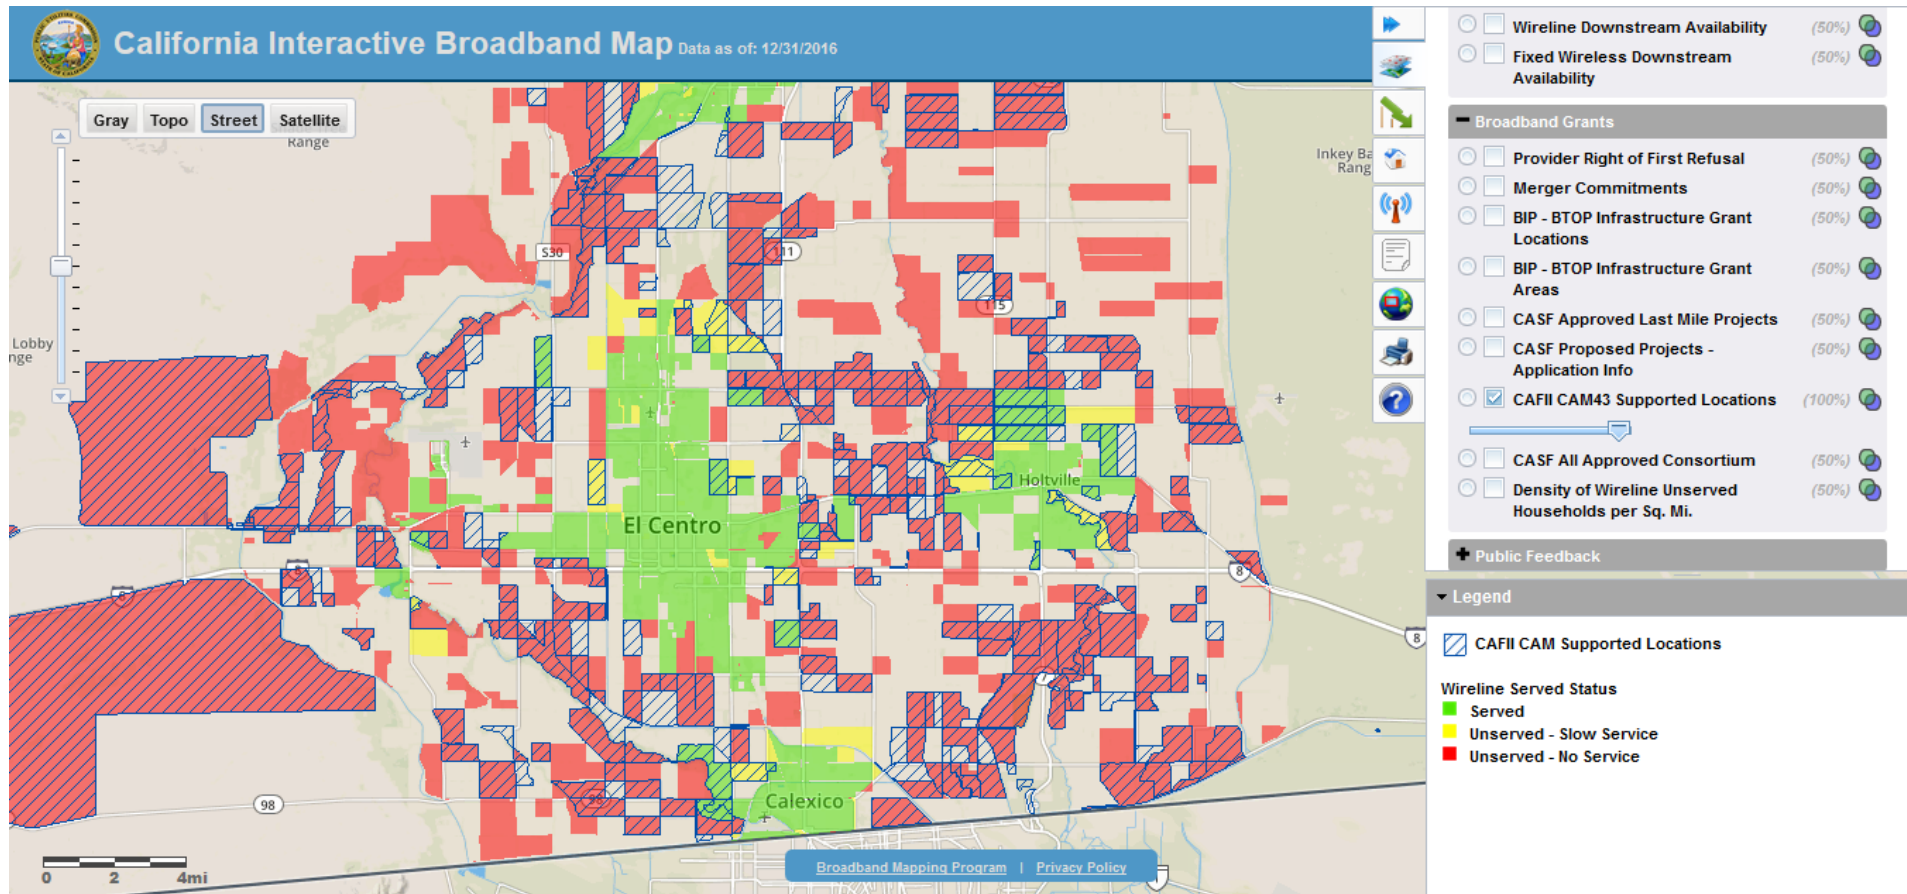 California Interactive Broadband Map Data as of: 12/31/2016
Gray Topo Street Satellite
Range
Lobby
nge
S30
111
115
Inkey Ba
Rang
Holtville
El Centro
8
8
7
98
98
Calexico
0 2 4mi
Broadband Mapping Program | Privacy Policy
Wireline Downstream Availability (50%)
Fixed Wireless Downstream (50%)
Availability
Broadband Grants
Provider Right of First Refusal (50%)
Merger Commitments (50%)
BIP - BTOP Infrastructure Grant (50%)
Locations
BIP - BTOP Infrastructure Grant (50%)
Areas
CASF Approved Last Mile Projects (50%)
CASF Proposed Projects - (50%)
Application Info
CAFII CAM43 Supported Locations (100%)
CASF All Approved Consortium (50%)
Density of Wireline Unserved (50%)
Households per Sq. Mi.
Public Feedback
Legend
CAFII CAM Supported Locations
Wireline Served Status
Served
Unserved - Slow Service
Unserved - No Service